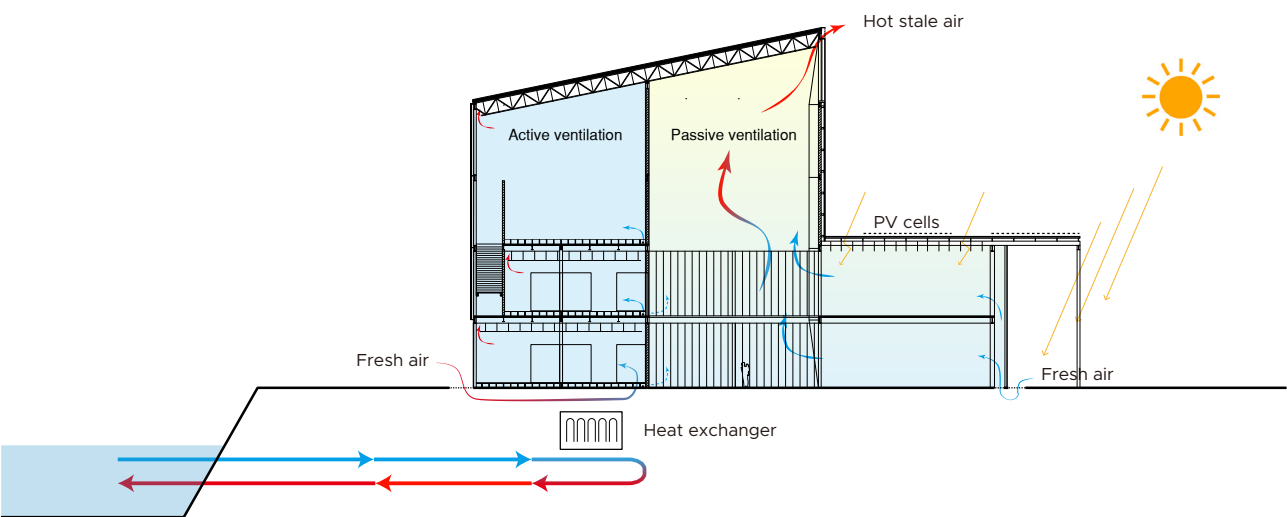 Hot stale air
Active ventilation
Passive ventilation
PV cells
Fresh air
Fresh air
Heat exchanger